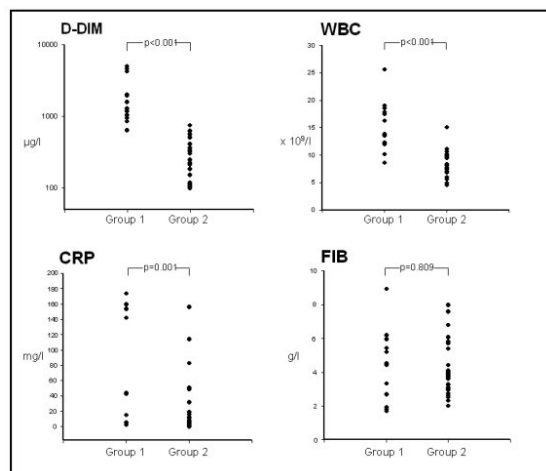 D-DIM
p<0.001
10000
1000
100
µg/l
Group 1
Group 2
WBC
p<0.001
30
25
20
15
10
5
0
x 10⁹/l
Group 1
Group 2
CRP
p=0.001
200
190
180
160
140
120
100
80
60
40
20
0
mg/l
Group 1
Group 2
FIB
p=0.809
10
8
6
4
2
0
g/l
Group 1
Group 2